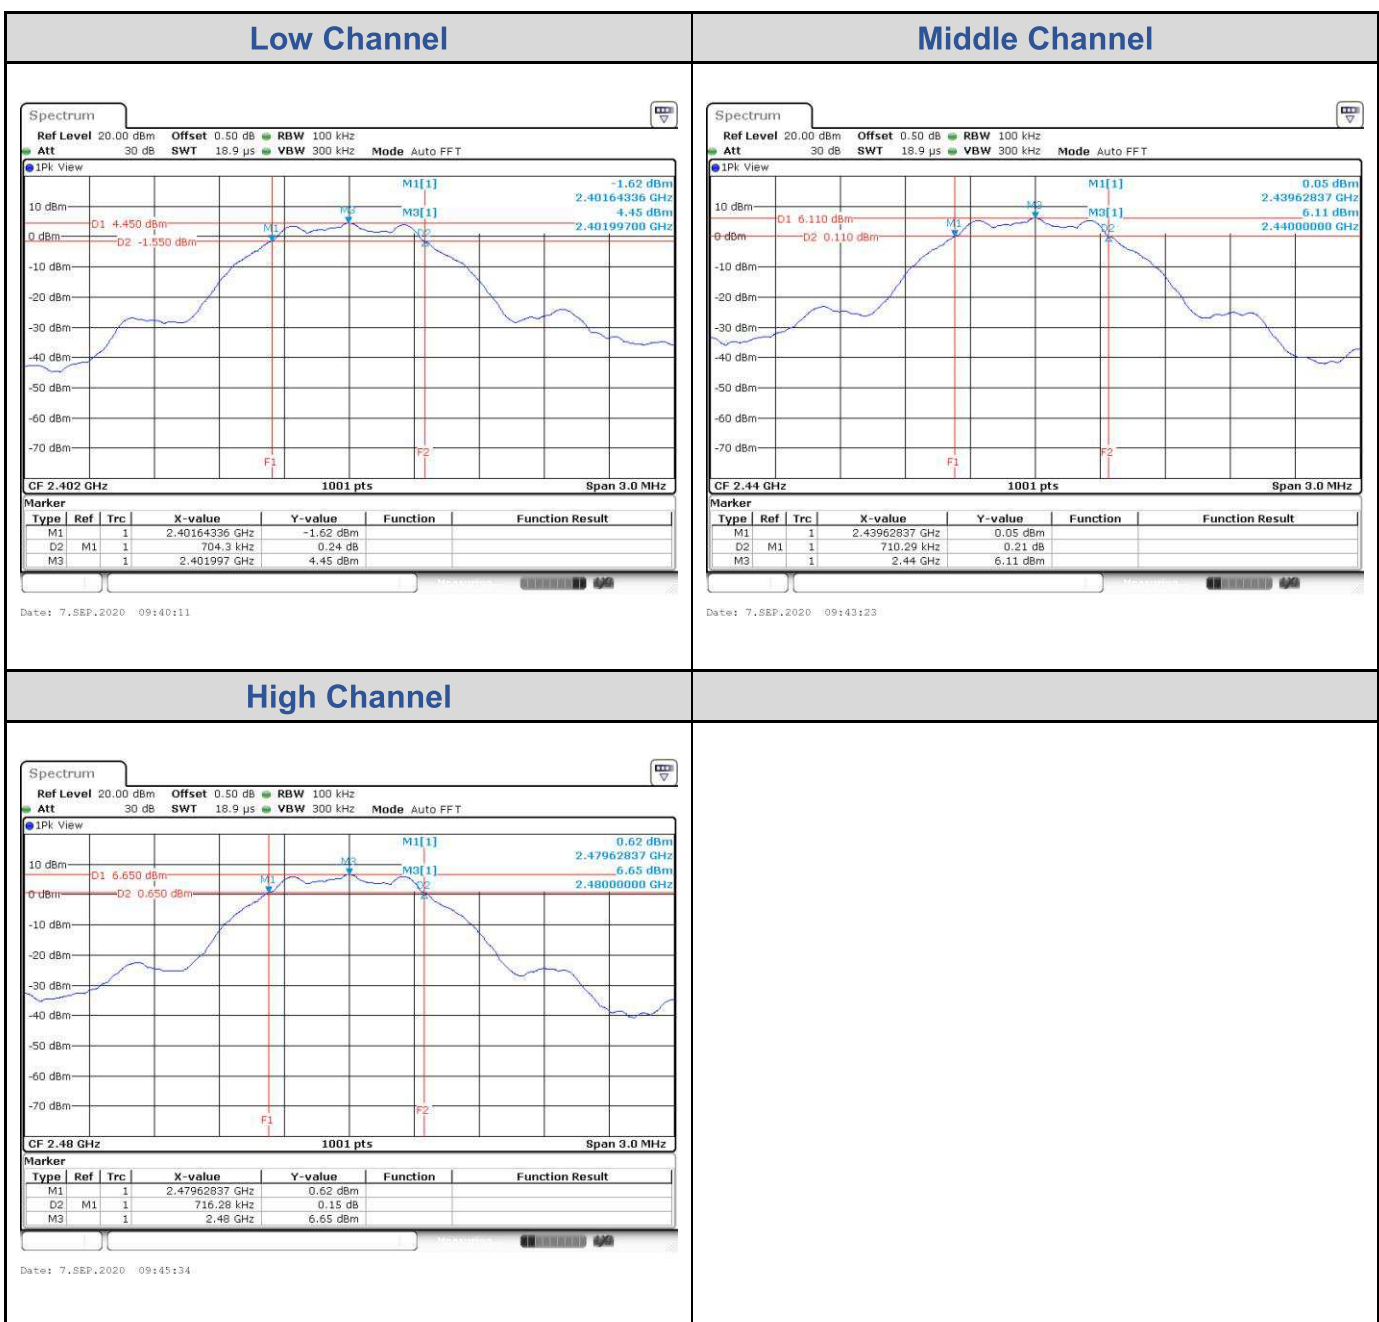 Low Channel
Middle Channel
Spectrum
Ref Level 20.00 dBm Offset 0.50 dB RBW 100 kHz
Att 30 dB SWT 18.9 µs VBW 300 kHz Mode Auto FFT
1Pk View
M1[1] -1.62 dBm
2.40164336 GHz
M3[1] 4.45 dBm
2.40199700 GHz
10 dBm
D1 4.450 dBm
M3
M1
0 dBm
D2 -1.550 dBm
D2
-10 dBm
-20 dBm
-30 dBm
-40 dBm
-50 dBm
-60 dBm
-70 dBm
F1
F2
CF 2.402 GHz 1001 pts Span 3.0 MHz
Marker
Type Ref Trc X-value Y-value Function Function Result
M1 1 2.40164336 GHz -1.62 dBm
D2 M1 1 704.3 kHz 0.24 dB
M3 1 2.401997 GHz 4.45 dBm
Date: 7.SEP.2020 09:40:11
Spectrum
Ref Level 20.00 dBm Offset 0.50 dB RBW 100 kHz
Att 30 dB SWT 18.9 µs VBW 300 kHz Mode Auto FFT
1Pk View
M1[1] 0.05 dBm
2.43962837 GHz
M3[1] 6.11 dBm
2.44000000 GHz
10 dBm
M3
D1 6.110 dBm
M1
0 dBm
D2 0.110 dBm
D2
-10 dBm
-20 dBm
-30 dBm
-40 dBm
-50 dBm
-60 dBm
-70 dBm
F1
F2
CF 2.44 GHz 1001 pts Span 3.0 MHz
Marker
Type Ref Trc X-value Y-value Function Function Result
M1 1 2.43962837 GHz 0.05 dBm
D2 M1 1 710.29 kHz 0.21 dB
M3 1 2.44 GHz 6.11 dBm
Date: 7.SEP.2020 09:43:23
High Channel
Spectrum
Ref Level 20.00 dBm Offset 0.50 dB RBW 100 kHz
Att 30 dB SWT 18.9 µs VBW 300 kHz Mode Auto FFT
1Pk View
M1[1] 0.62 dBm
2.47962837 GHz
M3[1] 6.65 dBm
2.48000000 GHz
10 dBm
M3
D1 6.650 dBm
M1
D2
0 dBm
D2 0.650 dBm
-10 dBm
-20 dBm
-30 dBm
-40 dBm
-50 dBm
-60 dBm
-70 dBm
F1
F2
CF 2.48 GHz 1001 pts Span 3.0 MHz
Marker
Type Ref Trc X-value Y-value Function Function Result
M1 1 2.47962837 GHz 0.62 dBm
D2 M1 1 716.28 kHz 0.15 dB
M3 1 2.48 GHz 6.65 dBm
Date: 7.SEP.2020 09:45:34